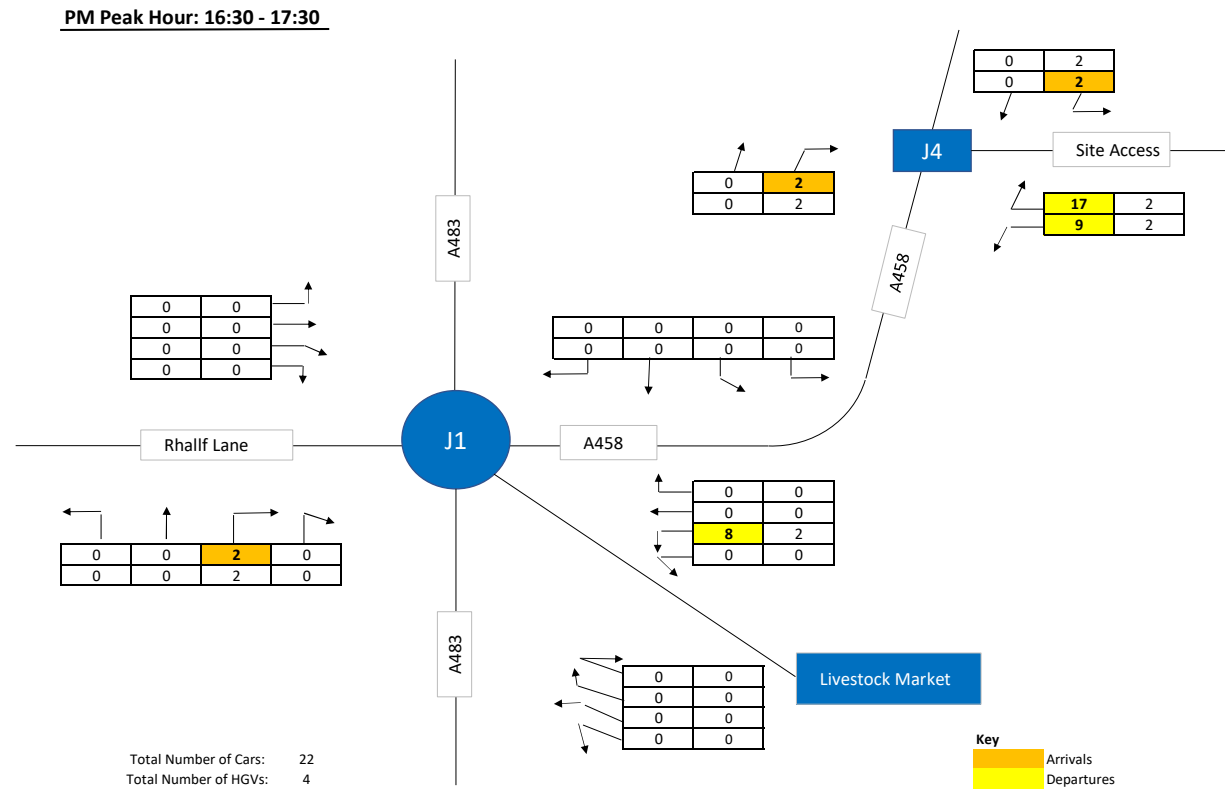 PM Peak Hour: 16:30 - 17:30
0 2
0 2
J4
Site Access
0 2
0 2
17 2
9 2
A483
A458
0 0
0 0
0 0
0 0
0 0 0 0
0 0 0 0
Rhallf Lane
J1
A458
0 0
0 0
8 2
0 0
0 0 2 0
0 0 2 0
A483
0 0
0 0
0 0
0 0
Livestock Market
Total Number of Cars: 22
Total Number of HGVs: 4
Key
Arrivals
Departures